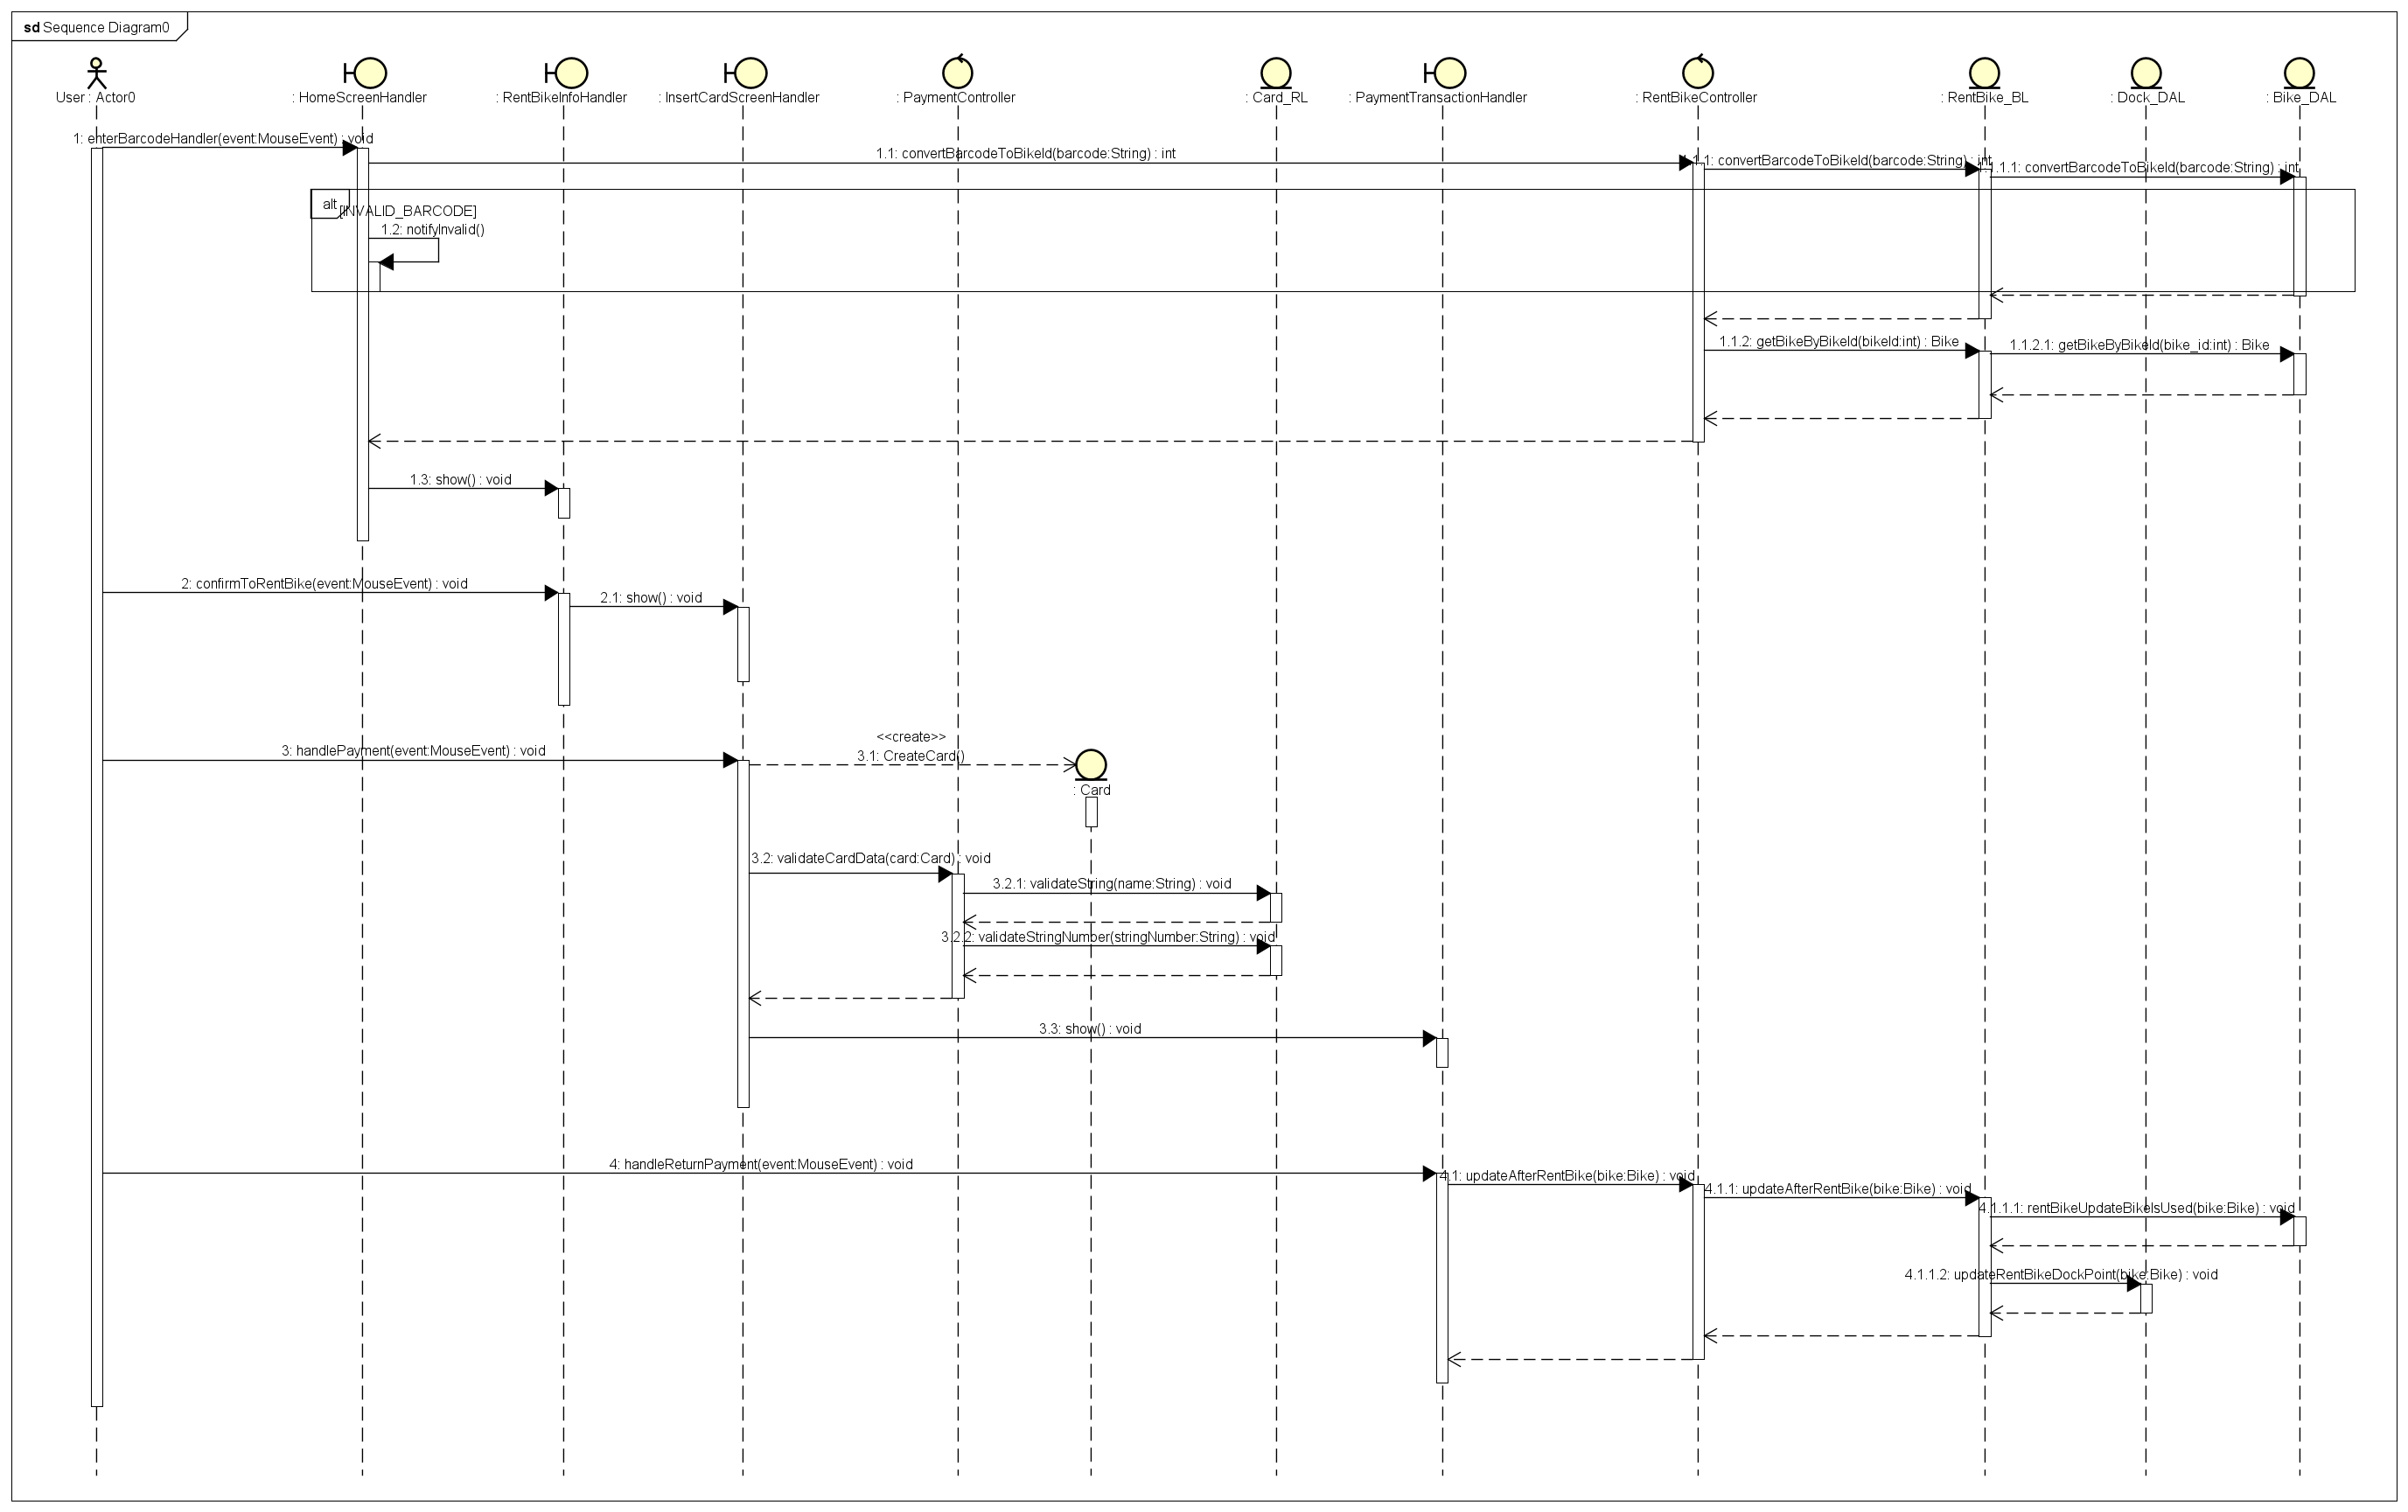 sd Sequence Diagram0
User : Actor0
: HomeScreenHandler
: RentBikeInfoHandler
: InsertCardScreenHandler
: PaymentController
: Card_RL
: PaymentTransactionHandler
: RentBikeController
: RentBike_BL
: Dock_DAL
: Bike_DAL
1: enterBarcodeHandler(event:MouseEvent) : void
1.1: convertBarcodeToBikeId(barcode:String) : int
1.1.1: convertBarcodeToBikeId(barcode:String) : int
1.1.1.1: convertBarcodeToBikeId(barcode:String) : int
alt
[INVALID_BARCODE]
1.2: notifyInvalid()
1.1.2: getBikeByBikeId(bikeId:int) : Bike
1.1.2.1: getBikeByBikeId(bike_id:int) : Bike
1.3: show() : void
2: confirmToRentBike(event:MouseEvent) : void
2.1: show() : void
3: handlePayment(event:MouseEvent) : void
<<create>>
3.1: CreateCard()
: Card
3.2: validateCardData(card:Card) : void
3.2.1: validateString(name:String) : void
3.2.2: validateStringNumber(stringNumber:String) : void
3.3: show() : void
4: handleReturnPayment(event:MouseEvent) : void
4.1: updateAfterRentBike(bike:Bike) : void
4.1.1: updateAfterRentBike(bike:Bike) : void
4.1.1.1: rentBikeUpdateBikeIsUsed(bike:Bike) : void
4.1.1.2: updateRentBikeDockPoint(bike:Bike) : void